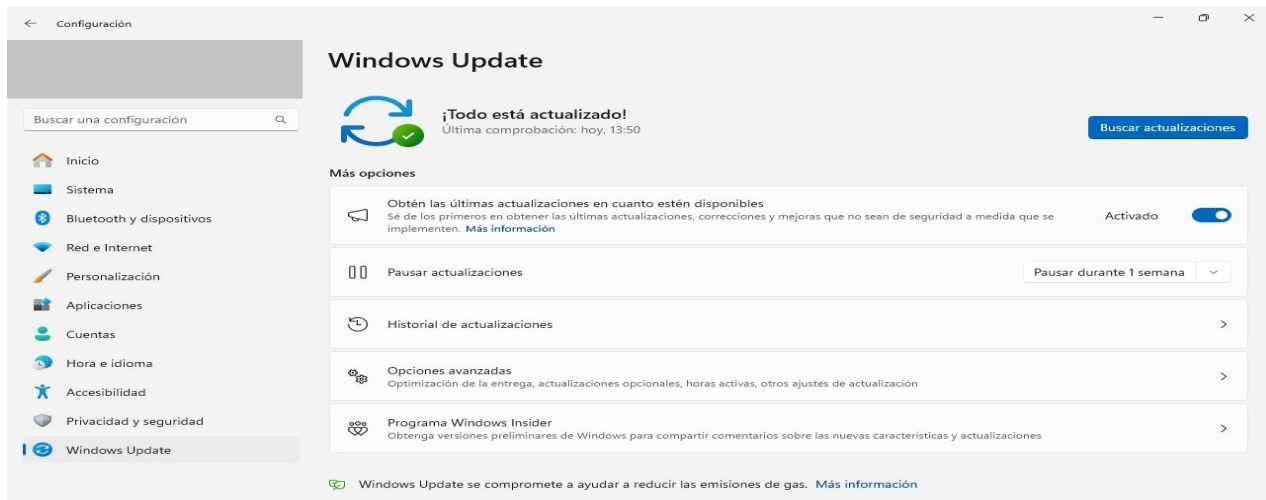 Configuración
Buscar una configuración
Inicio
Sistema
Bluetooth y dispositivos
Red e Internet
Personalización
Aplicaciones
Cuentas
Hora e idioma
Accesibilidad
Privacidad y seguridad
Windows Update
Windows Update
¡Todo está actualizado!
Última comprobación: hoy, 13:50
Buscar actualizaciones
Más opciones
Obtén las últimas actualizaciones en cuanto estén disponibles
Sé de los primeros en obtener las últimas actualizaciones, correcciones y mejoras que no sean de seguridad a medida que se
implementen. Más información
Activado
Pausar actualizaciones
Pausar durante 1 semana
Historial de actualizaciones
Opciones avanzadas
Optimización de la entrega, actualizaciones opcionales, horas activas, otros ajustes de actualización
Programa Windows Insider
Obtenga versiones preliminares de Windows para compartir comentarios sobre las nuevas características y actualizaciones
Windows Update se compromete a ayudar a reducir las emisiones de gas. Más información